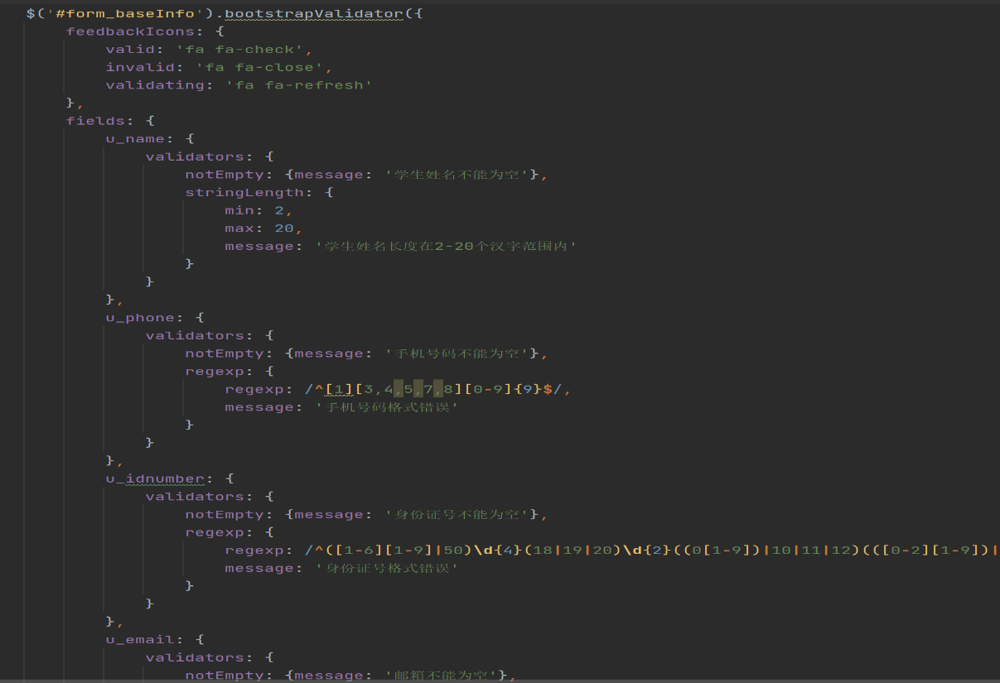 $('#form_baseInfo').bootstrapValidator({
feedbackIcons: {
valid: 'fa fa-check',
invalid: 'fa fa-close',
validating: 'fa fa-refresh'
},
fields: {
u_name: {
validators: {
notEmpty: {message: '学生姓名不能为空'},
stringLength: {
min: 2,
max: 20,
message: '学生姓名长度在2-20个汉字范围内'
}
}
},
u_phone: {
validators: {
notEmpty: {message: '手机号码不能为空'},
regexp: {
regexp: /^[1][3,4,5,7,8][0-9]{9}$/,
message: '手机号码格式错误'
}
}
},
u_idnumber: {
validators: {
notEmpty: {message: '身份证号不能为空'},
regexp: {
regexp: /^([1-6][1-9]|50)\d{4}(18|19|20)\d{2}((0[1-9])|10|11|12)(([0-2][1-9])|
message: '身份证号格式错误'
}
}
},
u_email: {
validators: {
notEmpty: {message: '邮箱不能为空'},